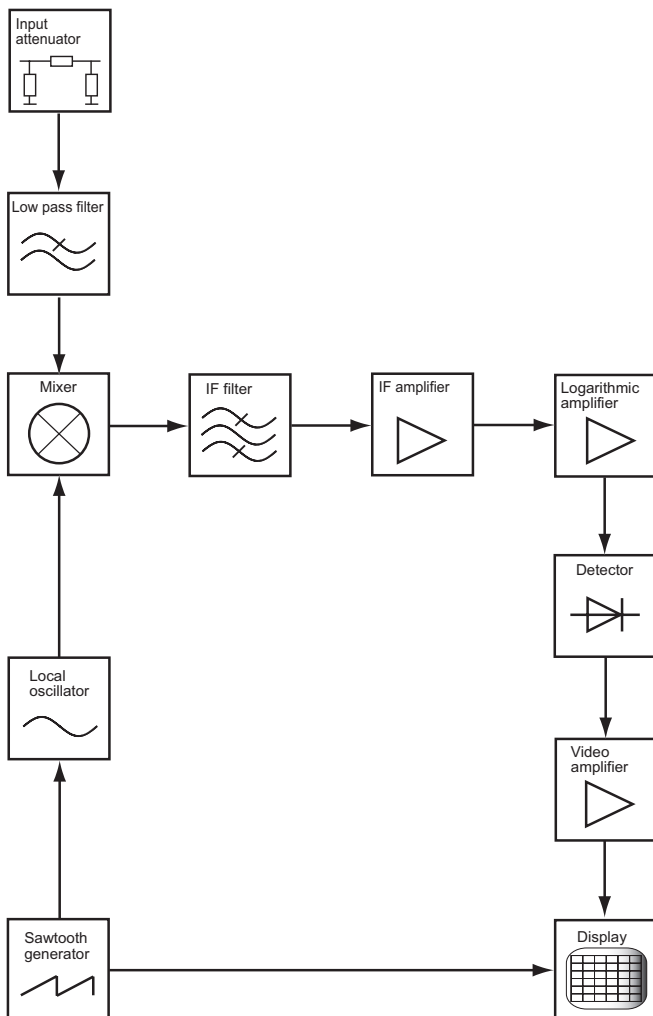 Input
attenuator
Low pass filter
Mixer
IF filter
IF amplifier
Logarithmic
amplifier
Detector
Local
oscillator
Video
amplifier
Sawtooth
generator
Display